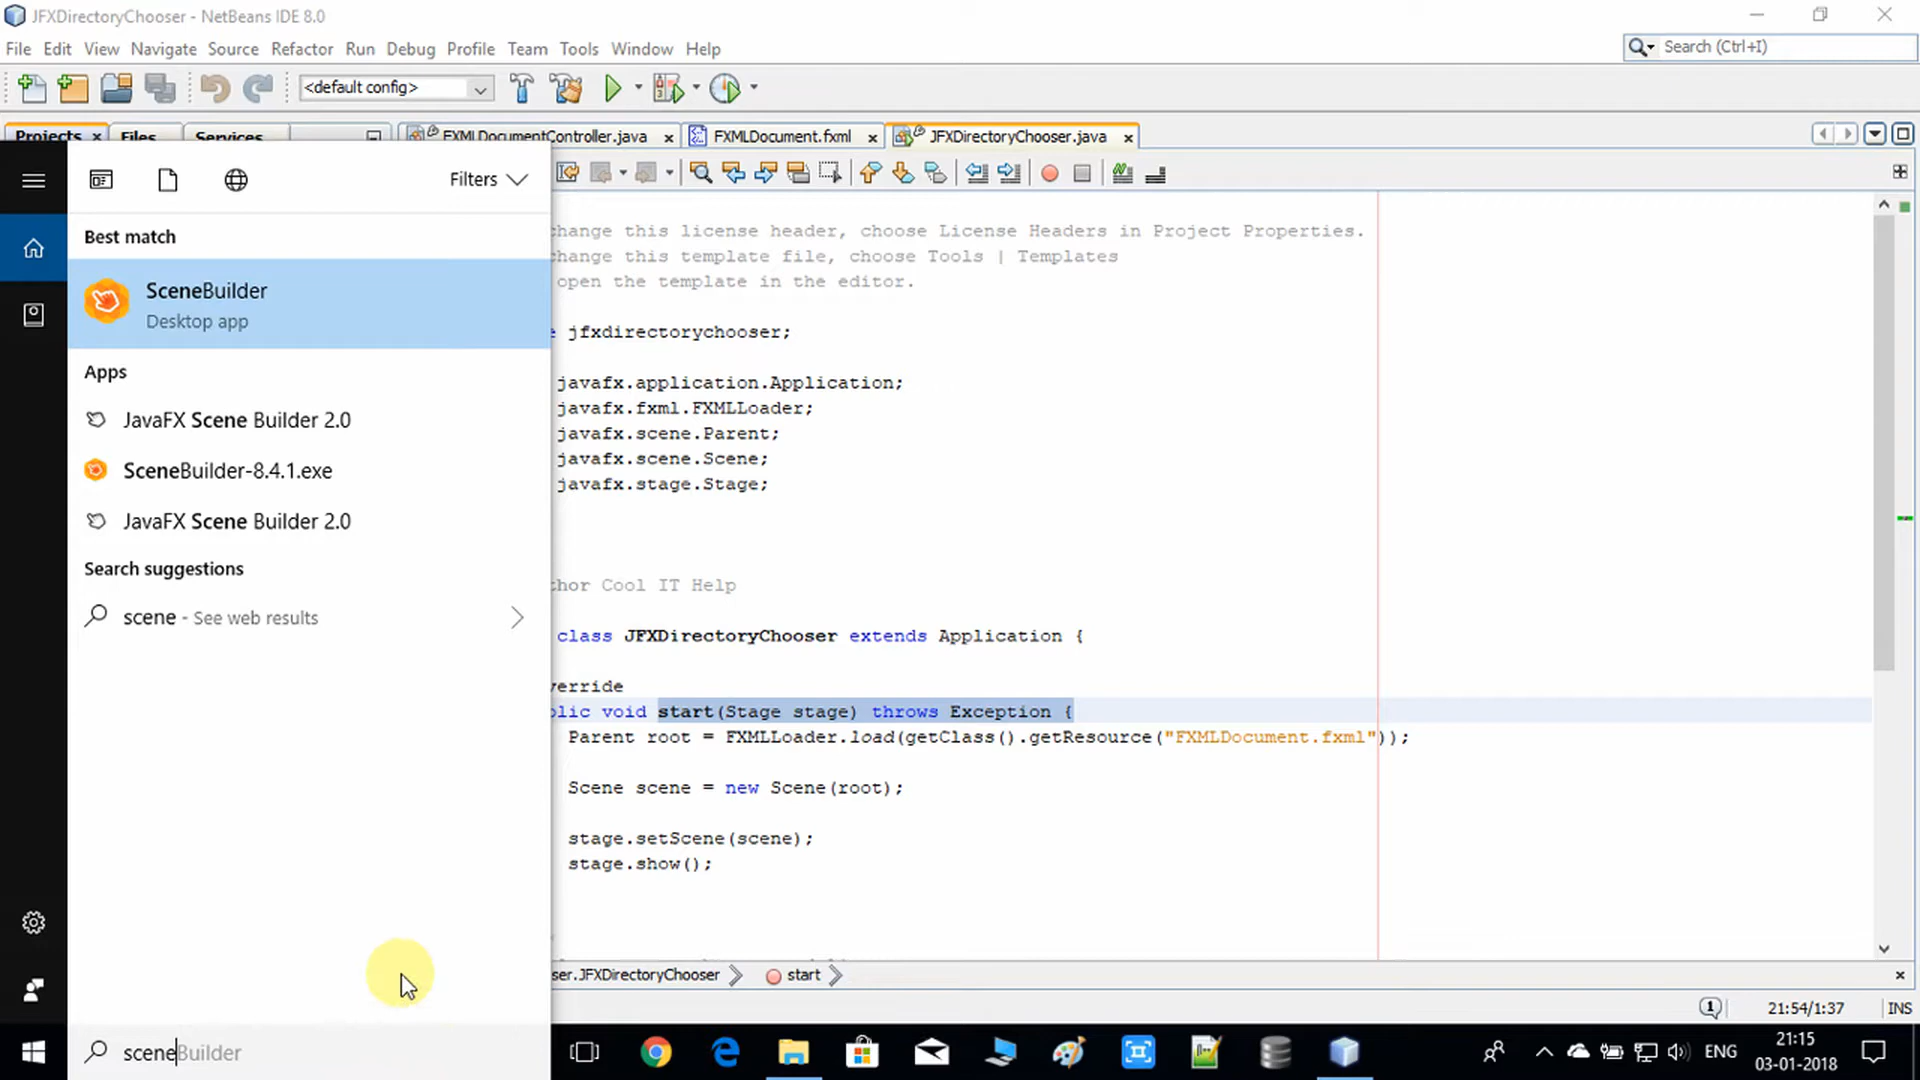 JFXDirectoryChooser - NetBeans IDE 8.0
File Edit View Navigate Source Refactor Run Debug Profile Team Tools Window Help
Search (Ctrl+I)
<default config>
Projects Files Services
FXMLDocumentController.java FXMLDocument.fxml JFXDirectoryChooser.java
Filters
Best match
SceneBuilder
Desktop app
Apps
JavaFX Scene Builder 2.0
SceneBuilder-8.4.1.exe
JavaFX Scene Builder 2.0
Search suggestions
scene - See web results
sceneBuilder
change this license header, choose License Headers in Project Properties.
change this template file, choose Tools | Templates
open the template in the editor.
e jfxdirectorychooser;
javafx.application.Application;
javafx.fxml.FXMLLoader;
javafx.scene.Parent;
javafx.scene.Scene;
javafx.stage.Stage;
thor Cool IT Help
class JFXDirectoryChooser extends Application {
verride
blic void start(Stage stage) throws Exception {
Parent root = FXMLLoader.load(getClass().getResource("FXMLDocument.fxml"));
Scene scene = new Scene(root);
stage.setScene(scene);
stage.show();
ser.JFXDirectoryChooser start
1 21:54/1:37 INS
ENG
21:15
03-01-2018